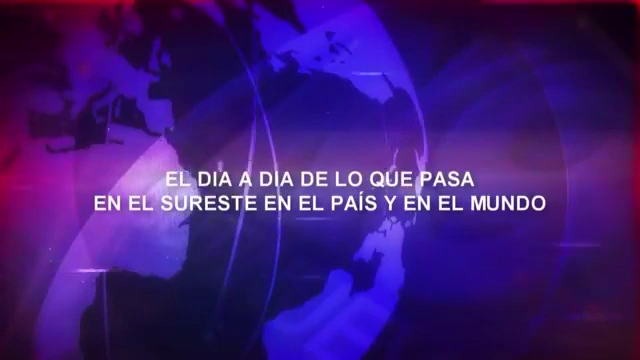 EL DIA A DIA DE LO QUE PASA
EN EL SURESTE EN EL PAÍS Y EN EL MUNDO